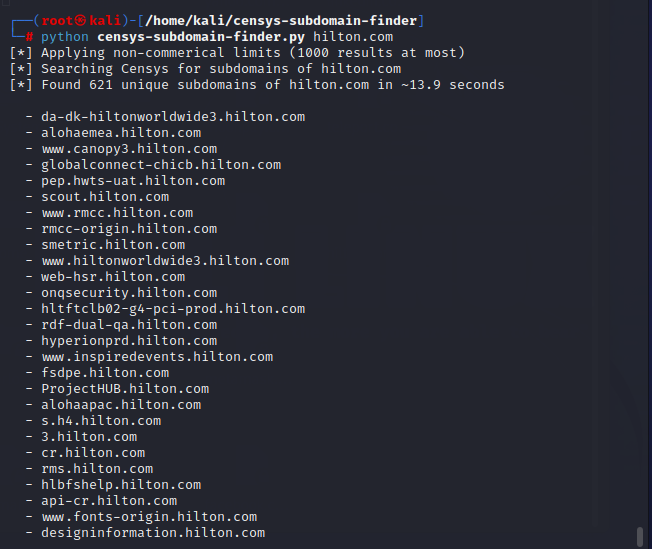 ┌──(root㉿kali)-[/home/kali/censys-subdomain-finder]
└─# python censys-subdomain-finder.py hilton.com
[*] Applying non-commerical limits (1000 results at most)
[*] Searching Censys for subdomains of hilton.com
[*] Found 621 unique subdomains of hilton.com in ~13.9 seconds
- da-dk-hiltonworldwide3.hilton.com
- alohaemea.hilton.com
- www.canopy3.hilton.com
- globalconnect-chicb.hilton.com
- pep.hwts-uat.hilton.com
- scout.hilton.com
- www.rmcc.hilton.com
- rmcc-origin.hilton.com
- smetric.hilton.com
- www.hiltonworldwide3.hilton.com
- web-hsr.hilton.com
- onqsecurity.hilton.com
- hltftclb02-g4-pci-prod.hilton.com
- rdf-dual-qa.hilton.com
- hyperionprd.hilton.com
- www.inspiredevents.hilton.com
- fsdpe.hilton.com
- ProjectHUB.hilton.com
- alohaapac.hilton.com
- s.h4.hilton.com
- 3.hilton.com
- cr.hilton.com
- rms.hilton.com
- hlbfshelp.hilton.com
- api-cr.hilton.com
- www.fonts-origin.hilton.com
- designinformation.hilton.com